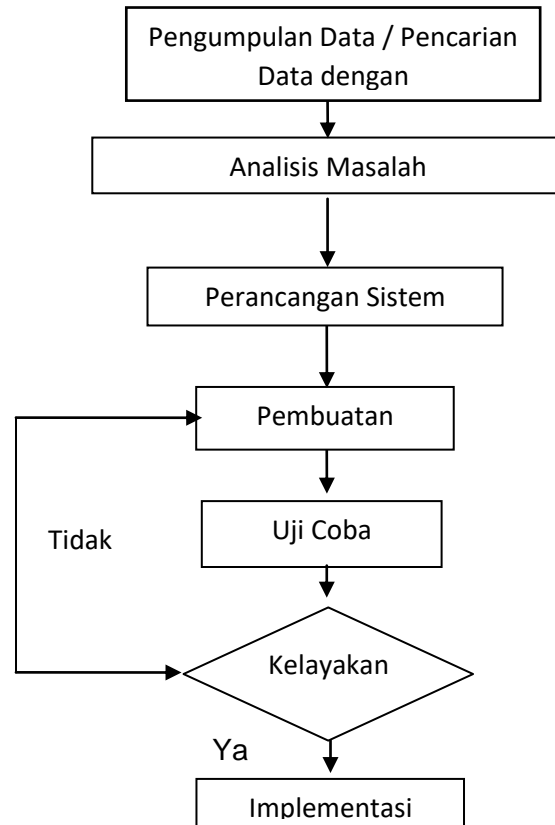 Pengumpulan Data / Pencarian
Data dengan
Analisis Masalah
Perancangan Sistem
Pembuatan
Uji Coba
Tidak
Kelayakan
Ya
Implementasi